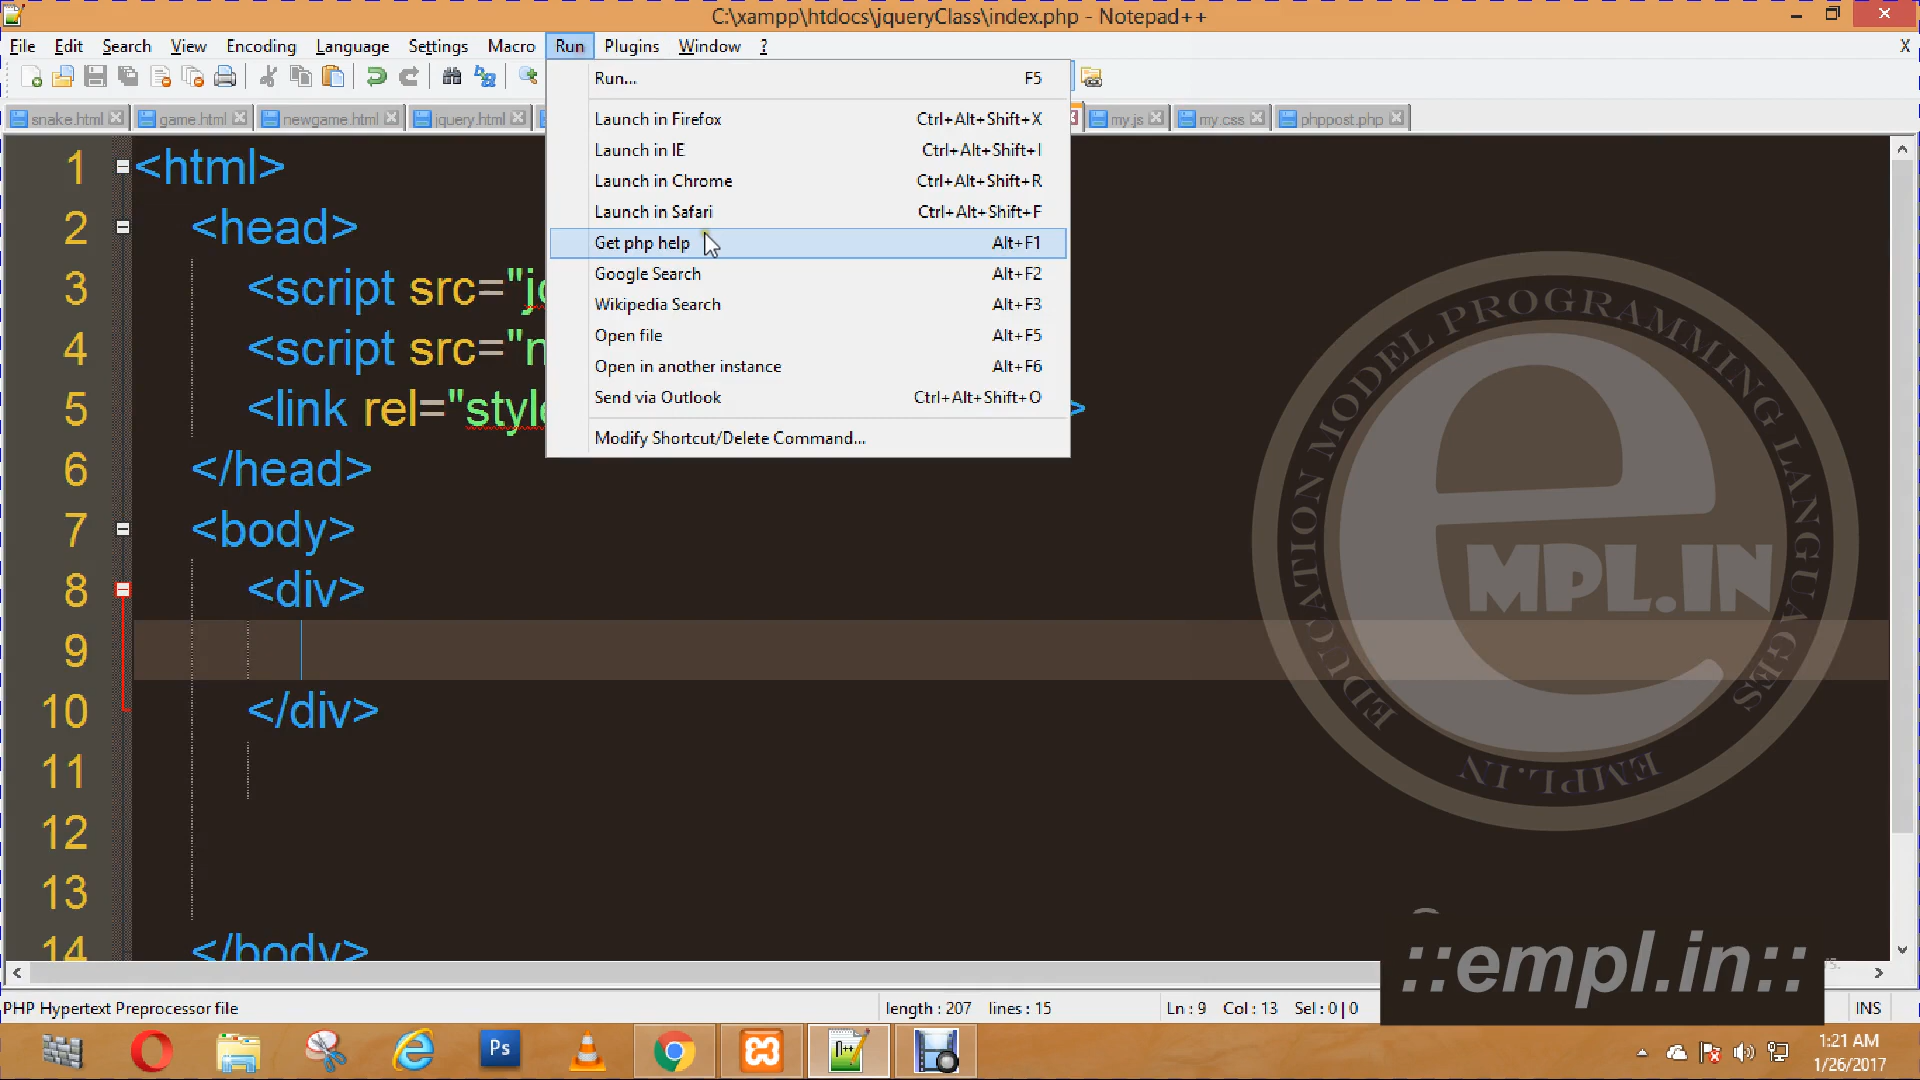 C:\xampp\htdocs\jqueryClass\index.php - Notepad++
File Edit Search View Encoding Language Settings Macro Run Plugins Window ? X
snake.html game.html newgame.html jquery.html my.js my.css phppost.php
Run... F5
Launch in Firefox Ctrl+Alt+Shift+X
Launch in IE Ctrl+Alt+Shift+I
Launch in Chrome Ctrl+Alt+Shift+R
Launch in Safari Ctrl+Alt+Shift+F
Get php help Alt+F1
Google Search Alt+F2
Wikipedia Search Alt+F3
Open file Alt+F5
Open in another instance Alt+F6
Send via Outlook Ctrl+Alt+Shift+O
Modify Shortcut/Delete Command...
1 <html>
2 <head>
3 <script src="
4 <script src="
5 <link rel="style >
6 </head>
7 <body>
8 <div>
9
10 </div>
11
12
13
14 </body>
EDUCATION MODEL PROGRAMMING LANGUAGES
eMPL.IN
EMPL.IN
::empl.in::
PHP Hypertext Preprocessor file length : 207 lines : 15 Ln : 9 Col : 13 Sel : 0 | 0 INS
Ps
1:21 AM
1/26/2017